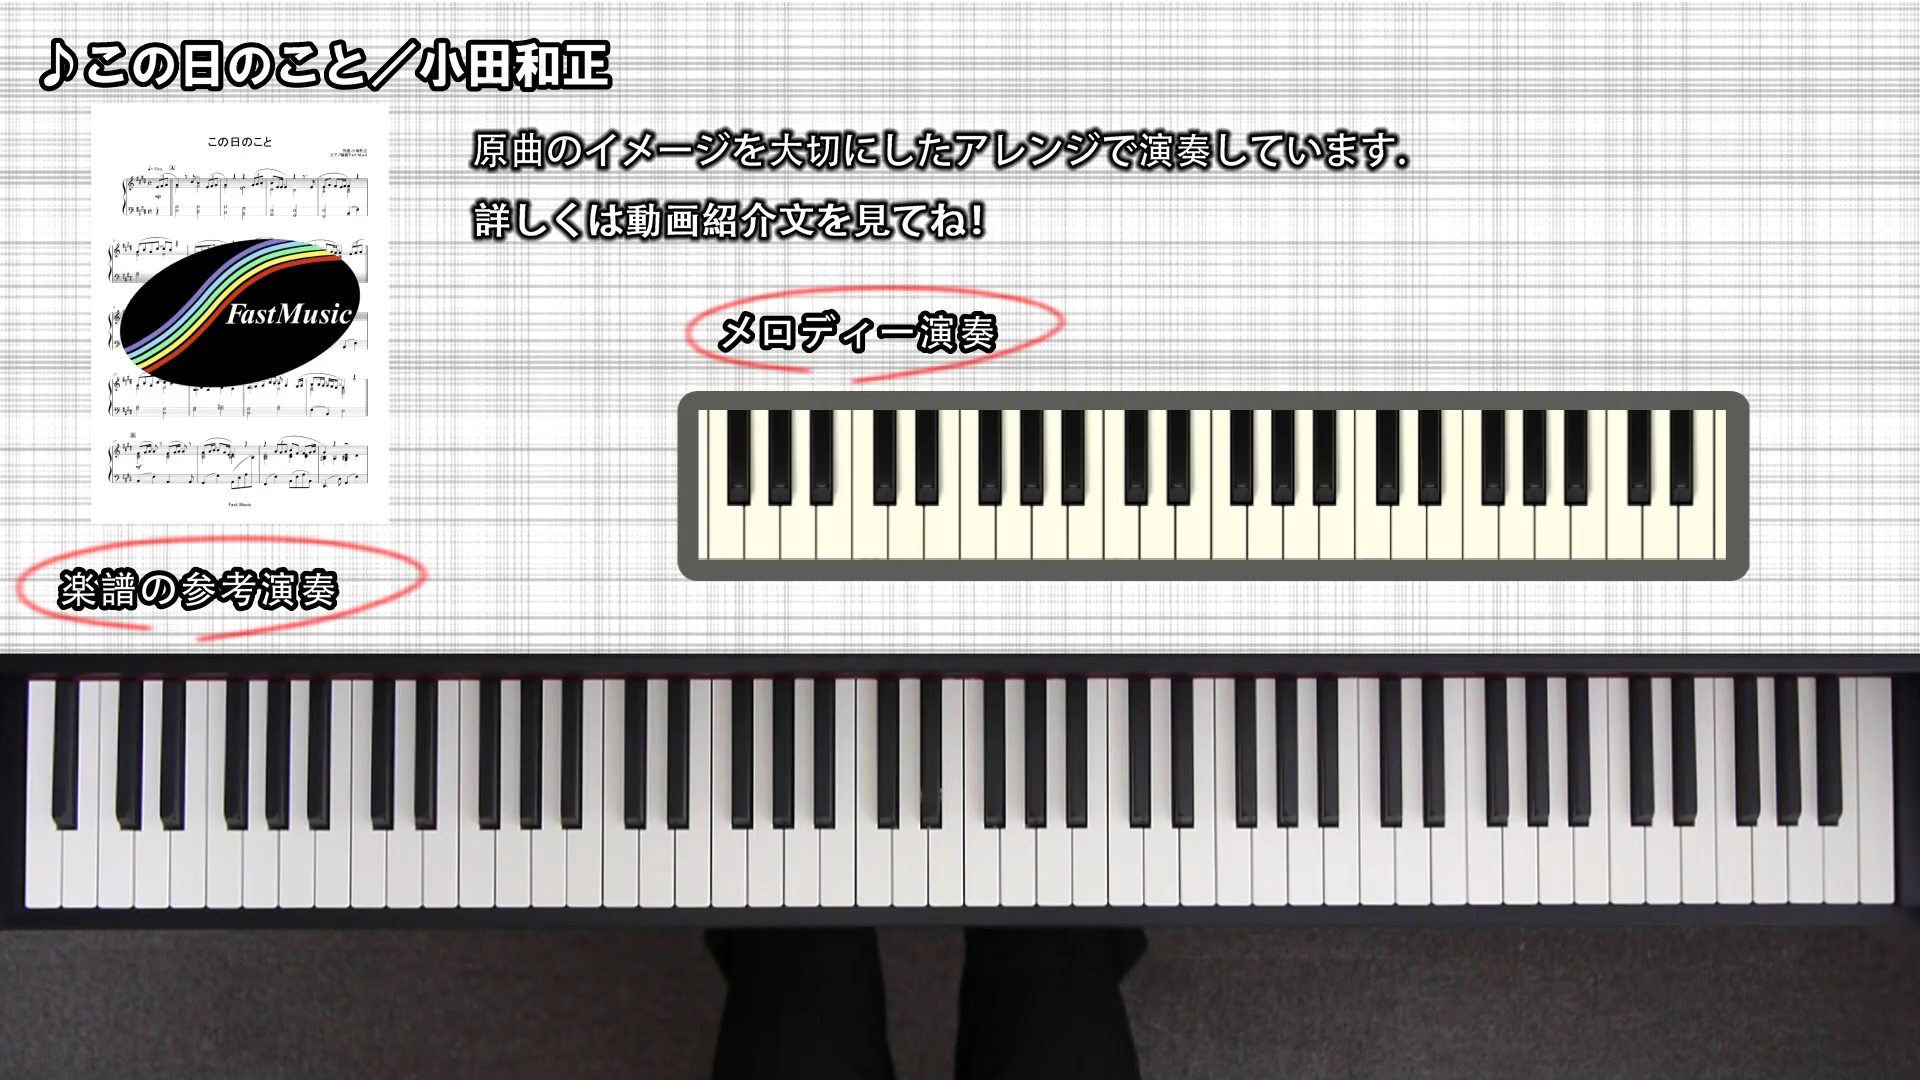 ♪この日のこと／小田和正
この日のこと
原曲のイメージを大切にしたアレンジで演奏しています.
詳しくは動画紹介文を見てね!
FastMusic
メロディー演奏
Fast Music
楽譜の参考演奏